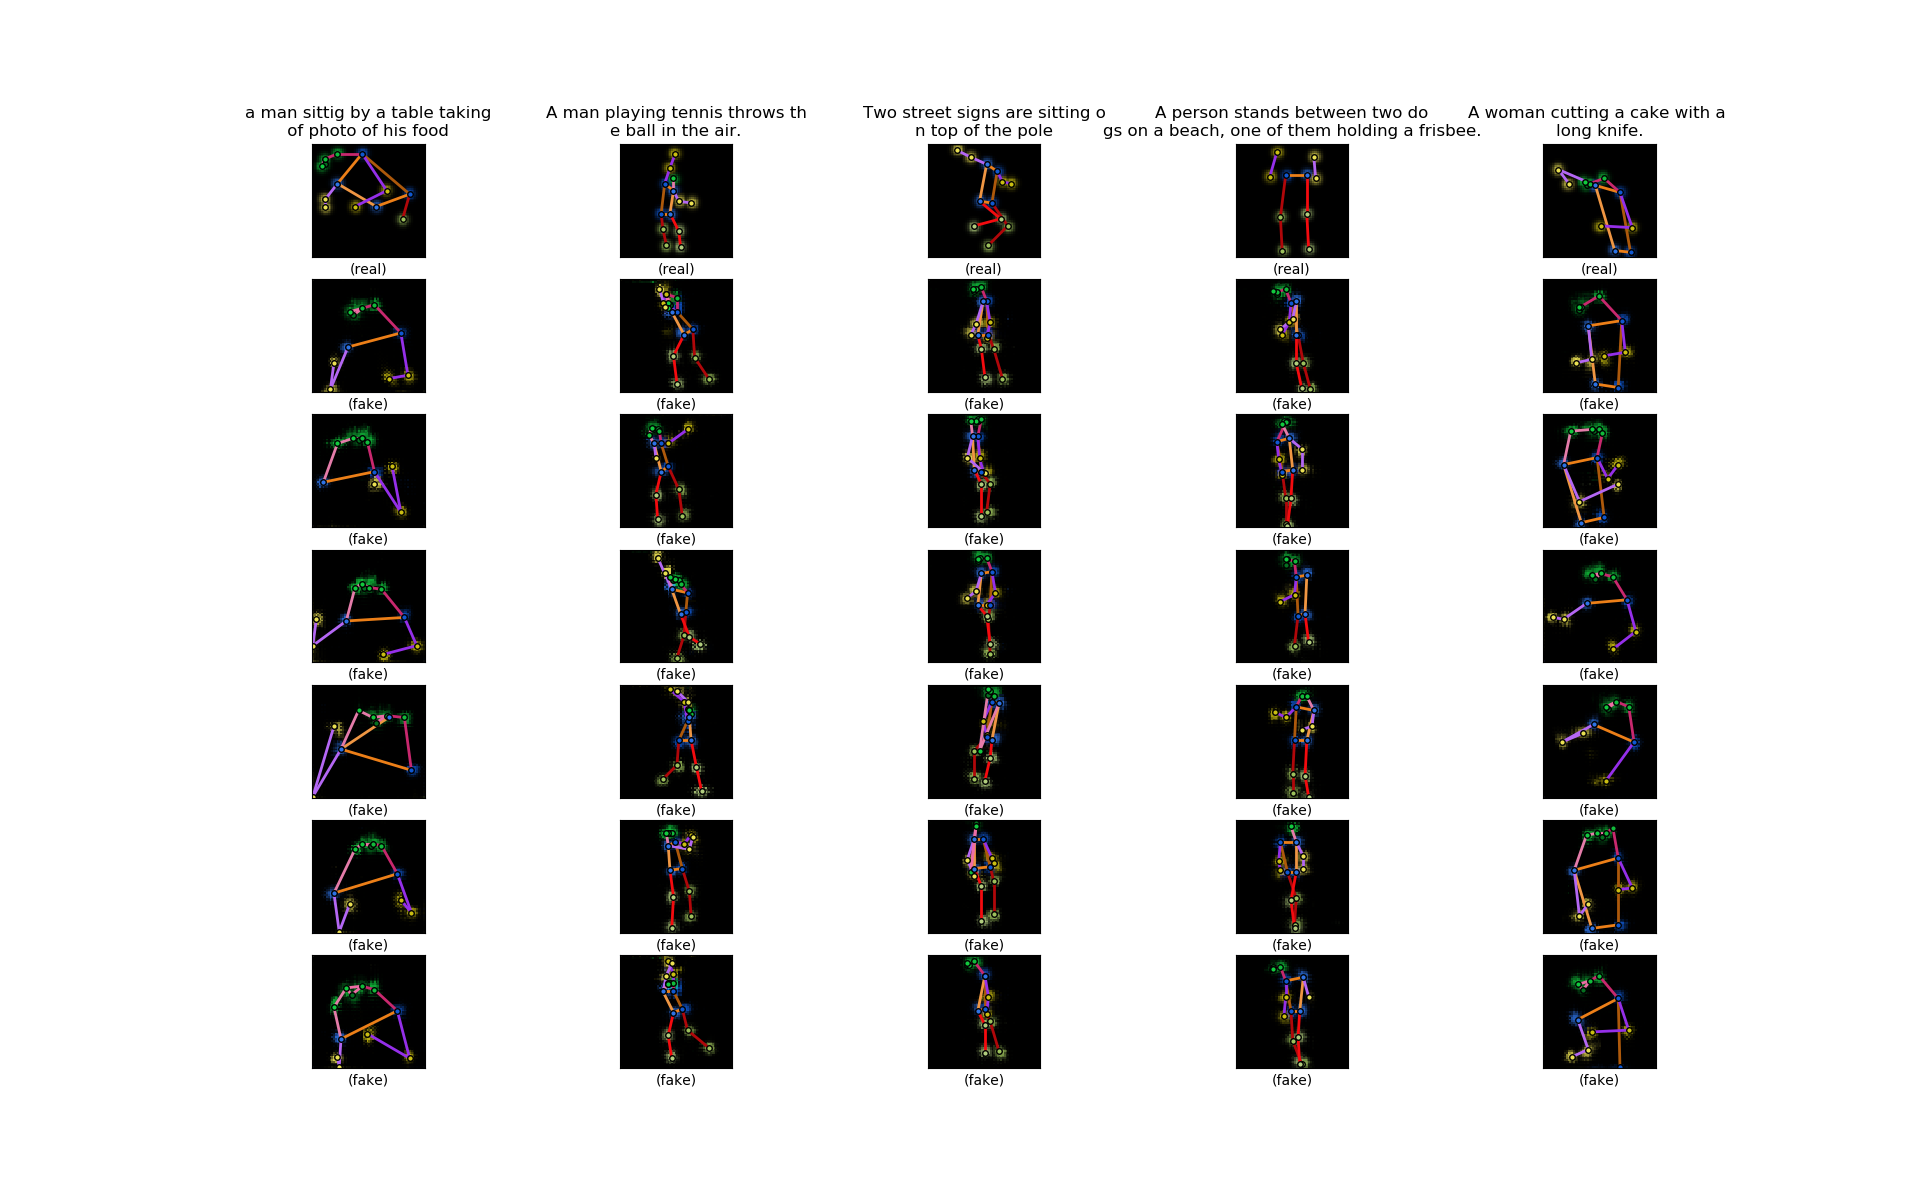 a man sittig by a table taking
of photo of his food
A man playing tennis throws th
e ball in the air.
Two street signs are sitting o
n top of the pole
A person stands between two do
gs on a beach, one of them holding a frisbee.
A woman cutting a cake with a
long knife.
(real) (real) (real) (real) (real)
(fake) (fake) (fake) (fake) (fake)
(fake) (fake) (fake) (fake) (fake)
(fake) (fake) (fake) (fake) (fake)
(fake) (fake) (fake) (fake) (fake)
(fake) (fake) (fake) (fake) (fake)
(fake) (fake) (fake) (fake) (fake)